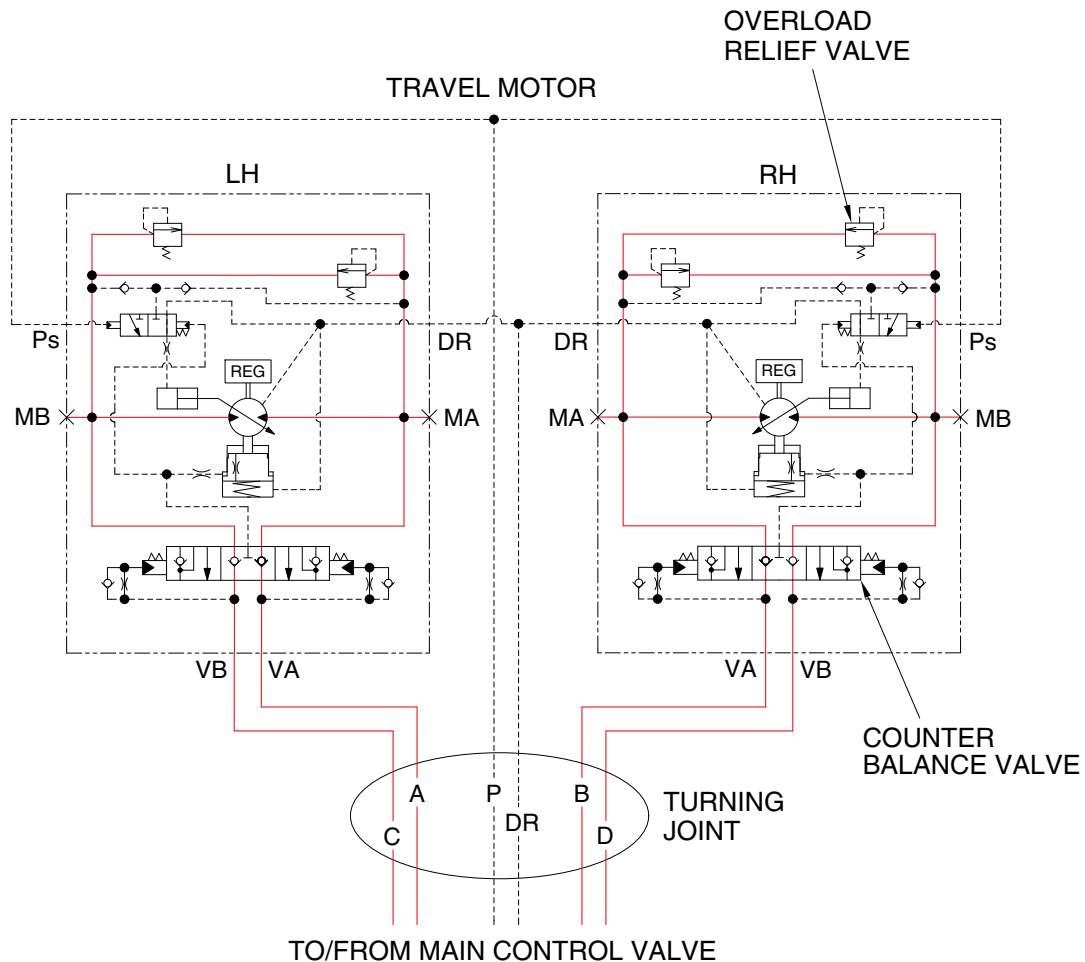 OVERLOAD
RELIEF VALVE
TRAVEL MOTOR
LH
RH
Ps
DR
DR
Ps
REG
REG
MB
MA
MA
MB
VB
VA
VA
VB
COUNTER
BALANCE VALVE
A
P
B
TURNING
JOINT
C
DR
D
TO/FROM MAIN CONTROL VALVE